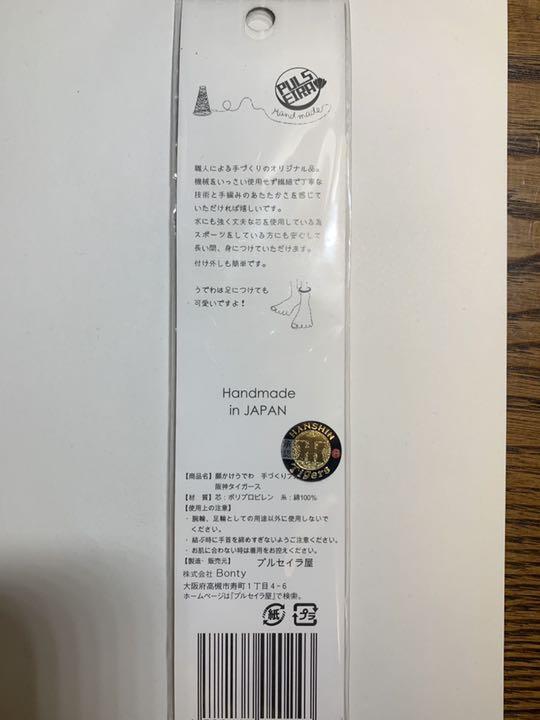 PULS
EIRA
Handmade
職人による手づくりのオリジナル品。
機械をいっさい使用せず繊細で丁寧な
技術と手編みのあたたかさを感じて
いただければ嬉しいです。
水にも強く丈夫な芯を使用している為
スポーツをしている方にも安心して
長い間、身につけていただけます。
付け外しも簡単です。
うでわは足につけても
可愛いですよ！
Handmade
in JAPAN
HANSHIN
Tigers
【商品名】願かけうでわ 手づくり
阪神タイガース
【材 質】芯：ポリプロピレン 糸：綿100%
【使用上の注意】
・腕輪、足輪としての用途以外に使用しないで
ください。
・結ぶ時に手首を締めすぎないようご注意ください。
・お肌に合わない時は着用をお控えください。
【製造・販売元】 プルセイラ屋
株式会社 Bonty
大阪府高槻市寿町1丁目4-6
ホームページは『プルセイラ屋』で検索。
紙
プラ